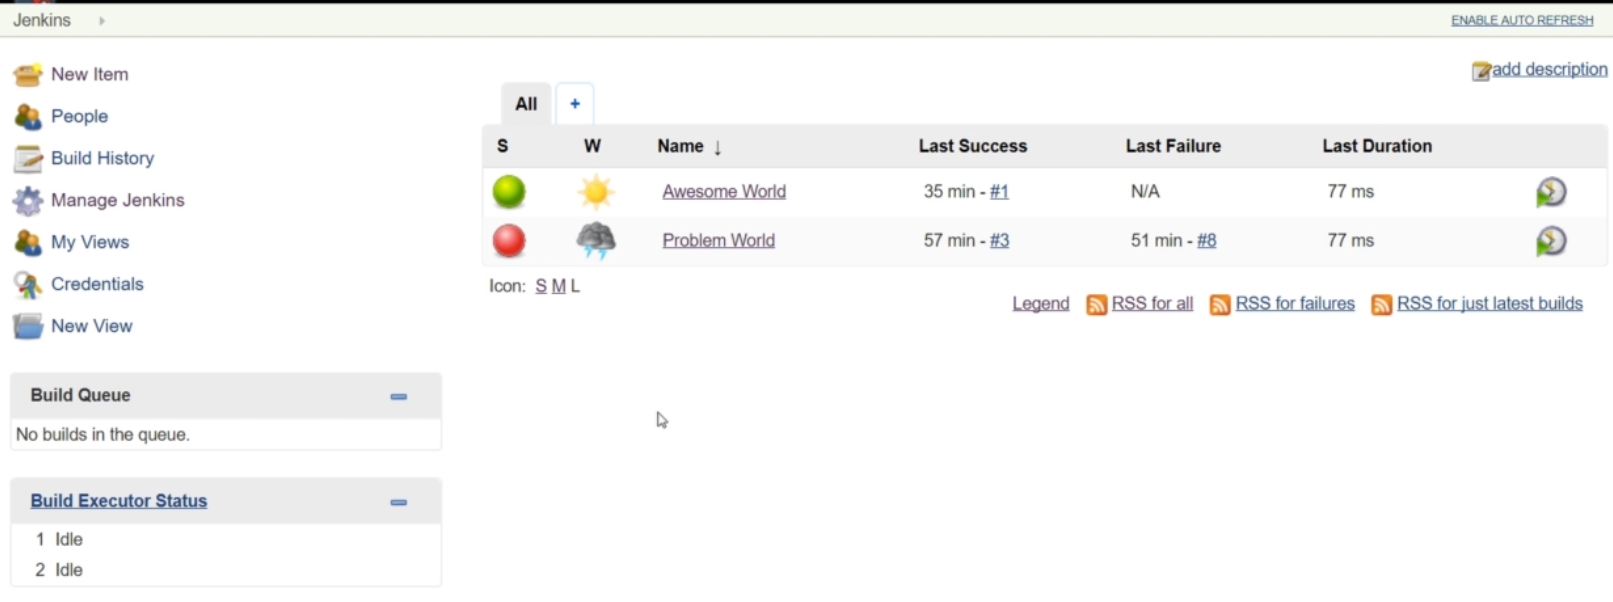 Jenkins
ENABLE AUTO REFRESH
New Item
People
Build History
Manage Jenkins
My Views
Credentials
New View
Build Queue
No builds in the queue.
Build Executor Status
1 Idle
2 Idle
add description
All +
S W Name ↓ Last Success Last Failure Last Duration
Awesome World 35 min - #1 N/A 77 ms
Problem World 57 min - #3 51 min - #8 77 ms
Icon: S M L
Legend RSS for all RSS for failures RSS for just latest builds